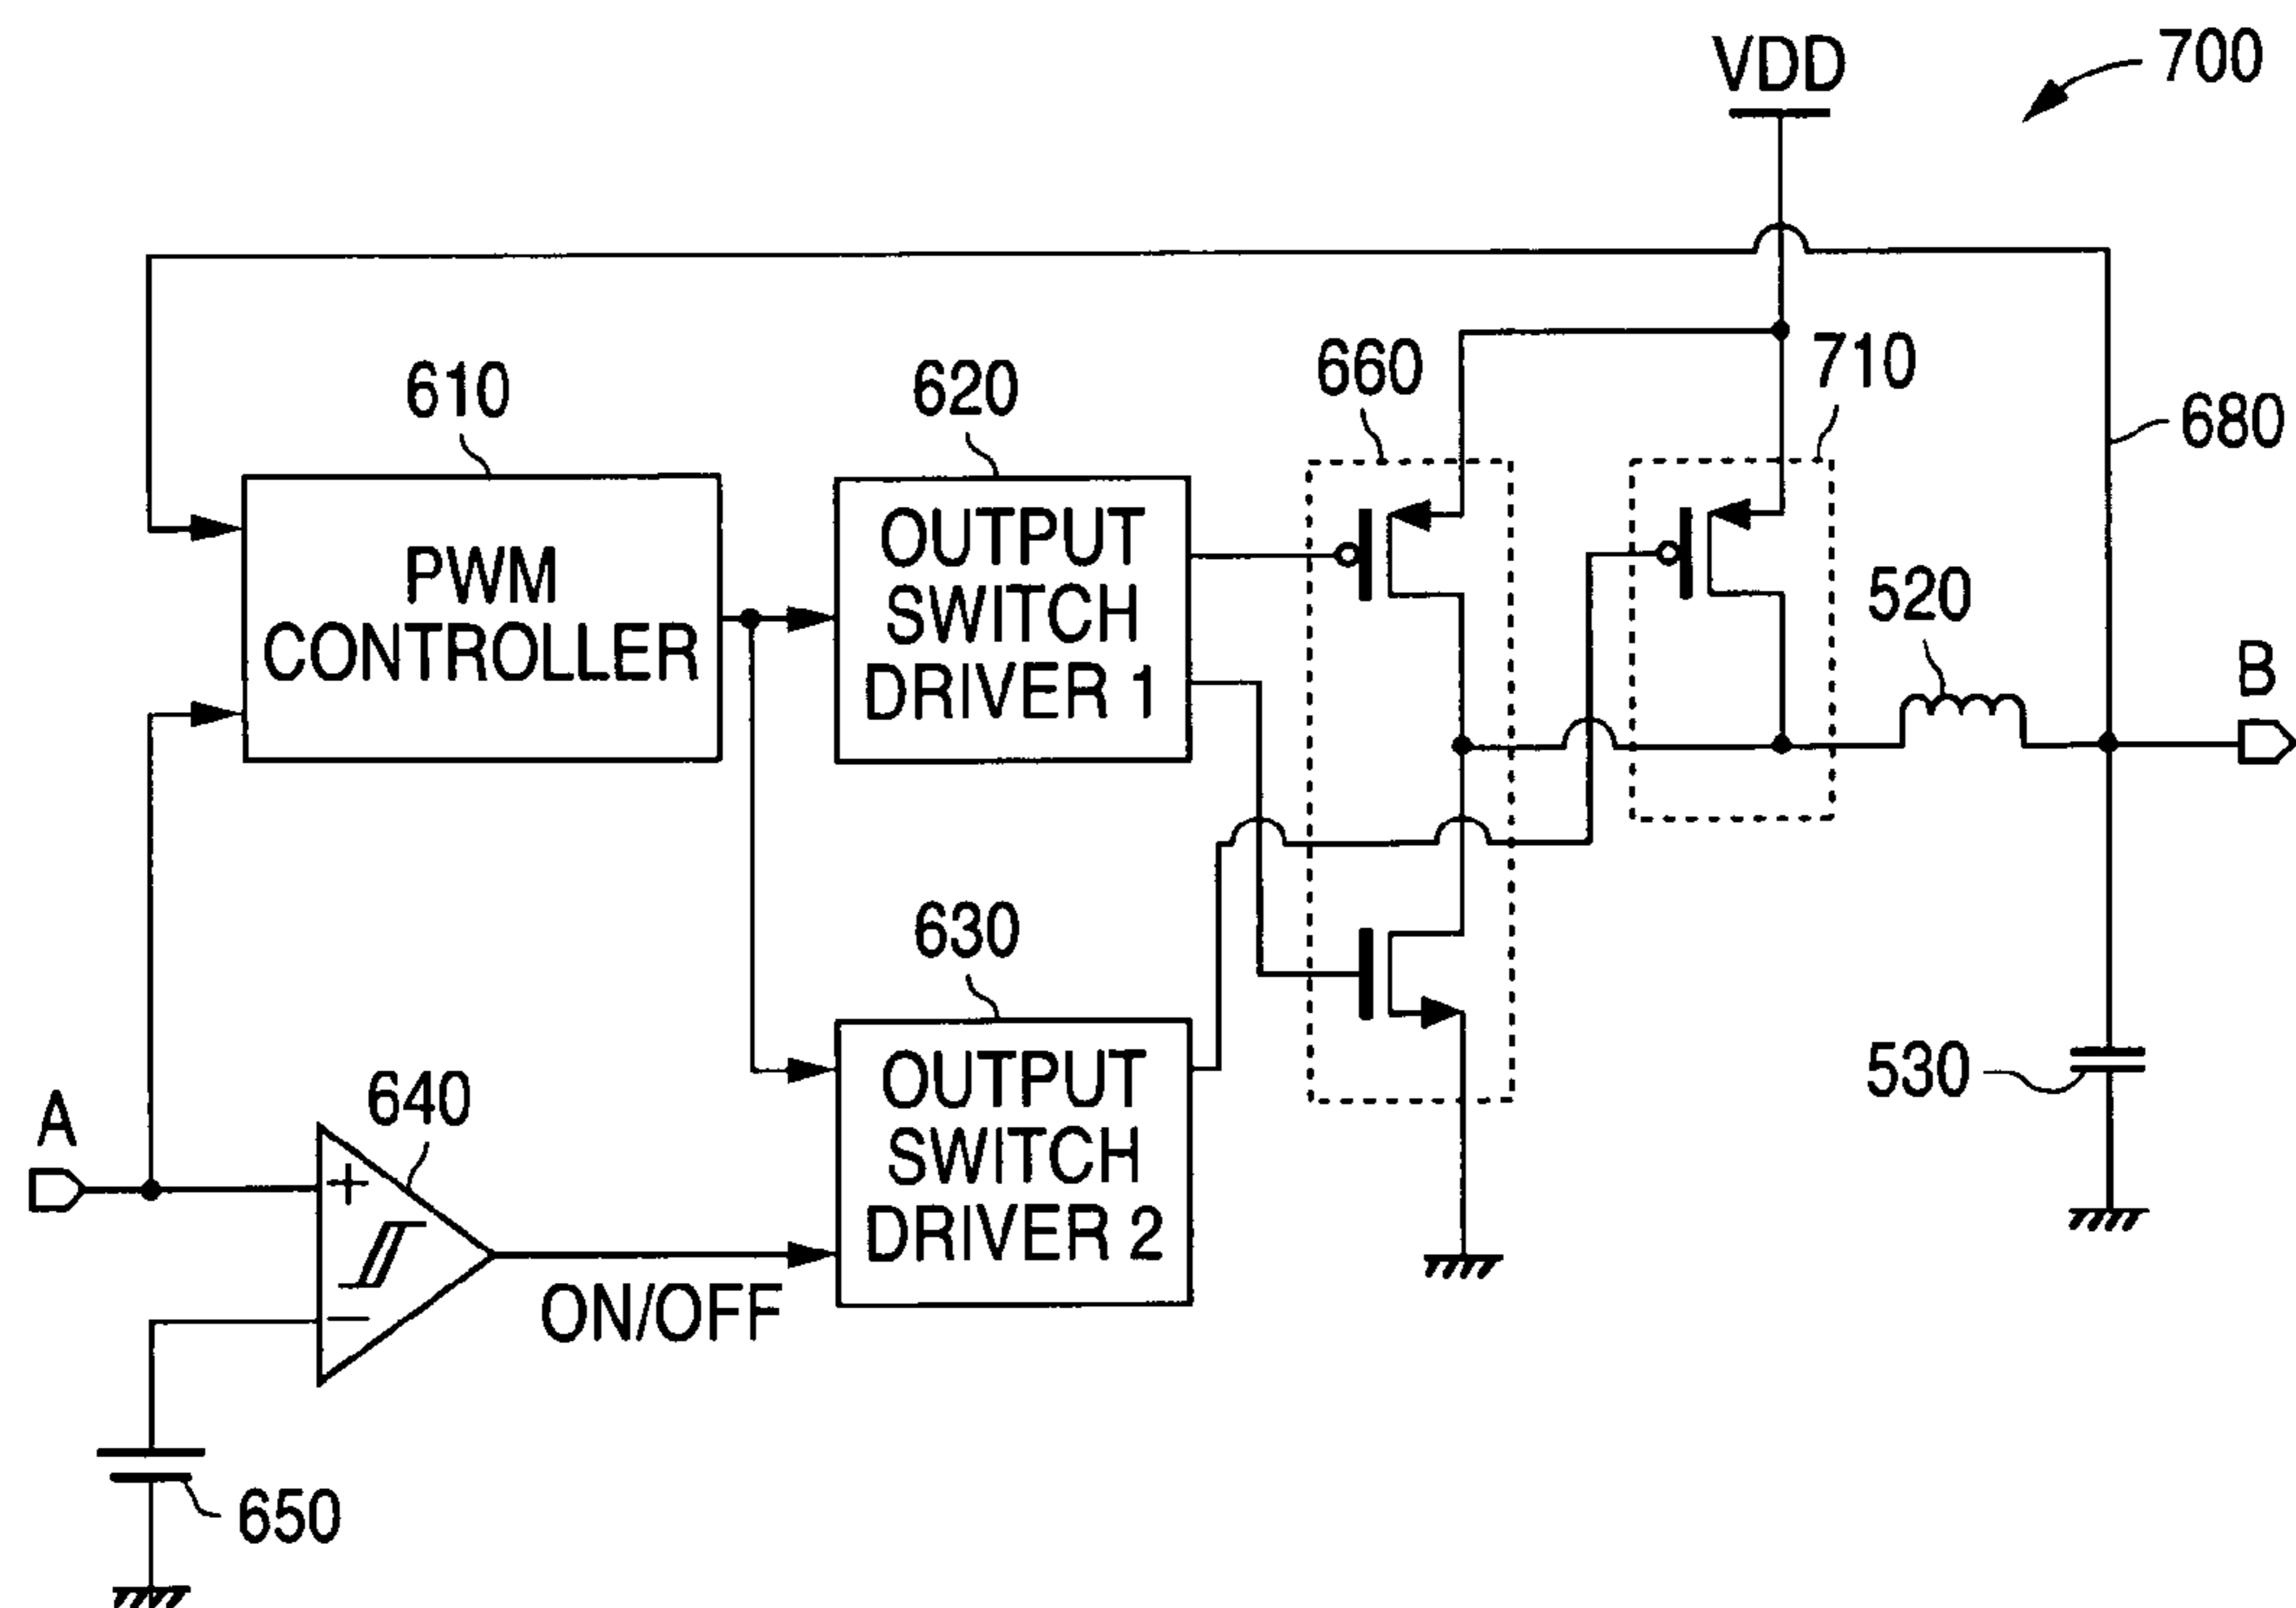 VDD
700
610
620
660
710
680
PWM
CONTROLLER
OUTPUT
SWITCH
DRIVER 1
520
B
630
OUTPUT
SWITCH
DRIVER 2
530
A
640
+
−
ON/OFF
650